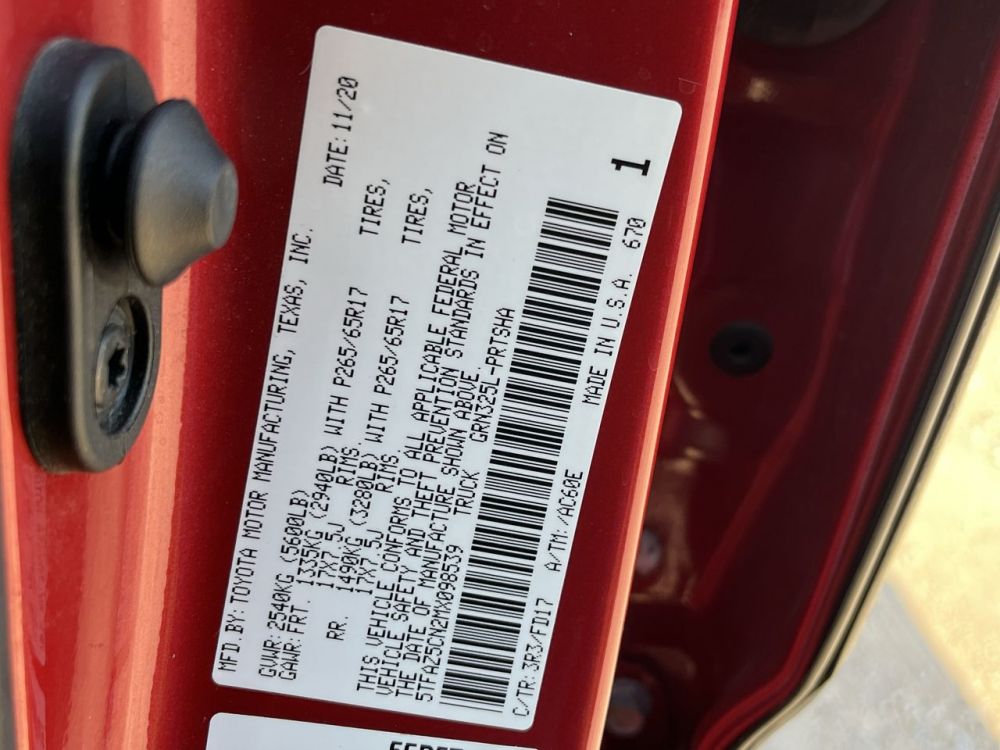 MFD.BY:TOYOTA MOTOR MANUFACTURING, TEXAS, INC. DATE:11/20
GVWR:2540KG (5600LB)
GAWR:FRT. 1335KG (2940LB) WITH P265/65R17 TIRES,
17X7.5J RIMS.
RR. 1490KG (3280LB) WITH P265/65R17 TIRES,
17X7.5J RIMS.
THIS VEHICLE CONFORMS TO ALL APPLICABLE FEDERAL MOTOR
VEHICLE SAFETY AND THEFT PREVENTION STANDARDS IN EFFECT ON
THE DATE OF MANUFACTURE SHOWN ABOVE.
5TFAZ5CN2MX098539 TRUCK GRN325L-PRTSHA
1
C/TR:3R3/FD17 A/TM:/AC60E MADE IN U.S.A. 670